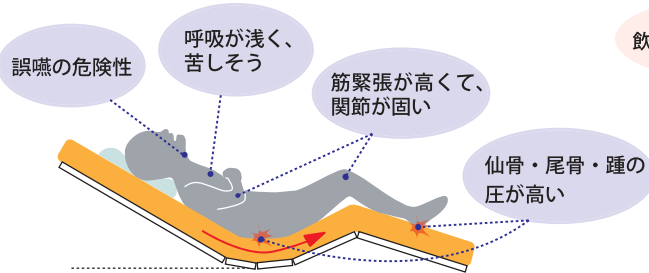 誤嚥の危険性
呼吸が浅く、
苦しそう
筋緊張が高くて、
関節が固い
飲
仙骨・尾骨・踵の
圧が高い